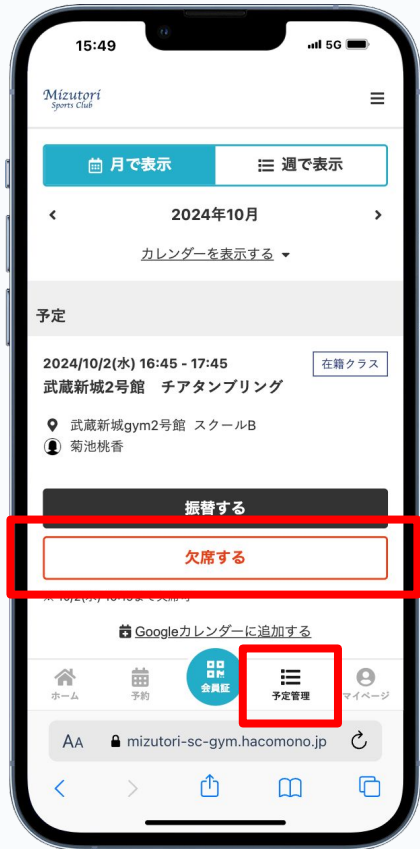 15:49
5G
Mizutori
Sports Club
月で表示
週で表示
2024年10月
カレンダーを表示する
予定
2024/10/2(水) 16:45 - 17:45
在籍クラス
武蔵新城2号館 チアタンブリング
武蔵新城gym2号館 スクールB
菊池桃香
振替する
欠席する
Googleカレンダーに追加する
ホーム
予約
会員証
予定管理
マイページ
AA mizutori-sc-gym.hacomono.jp